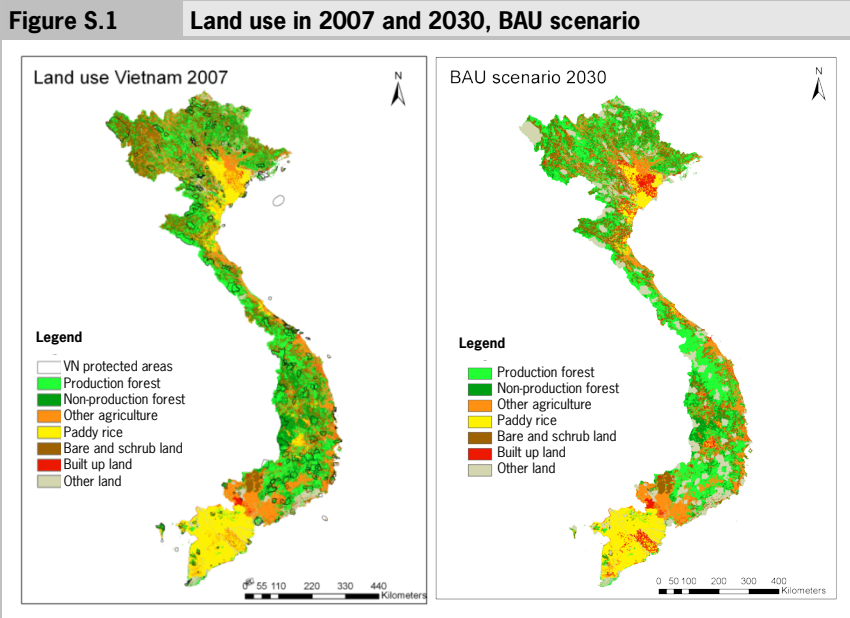 Figure S.1 Land use in 2007 and 2030, BAU scenario
Land use Vietnam 2007
N
Legend
VN protected areas
Production forest
Non-production forest
Other agriculture
Paddy rice
Bare and schrub land
Built up land
Other land
0 55 110 220 330 440
Kilometers
BAU scenario 2030
N
Legend
Production forest
Non-production forest
Other agriculture
Paddy rice
Bare and schrub land
Built up land
Other land
0 50 100 200 300 400
Kilometers